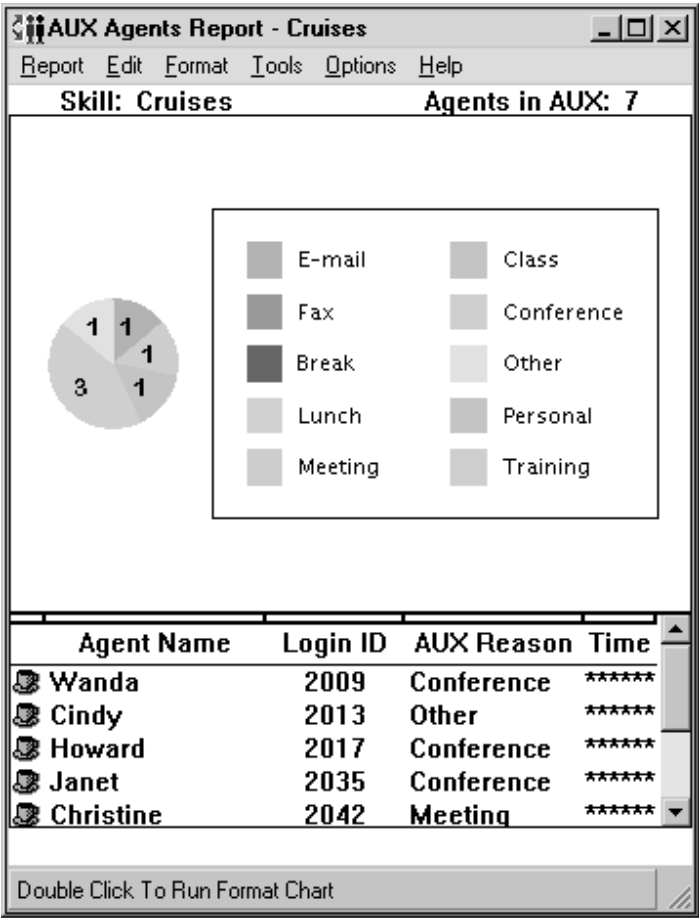 AUX Agents Report - Cruises
Report Edit Format Tools Options Help
Skill: Cruises Agents in AUX: 7
E-mail Class
Fax Conference
Break Other
Lunch Personal
Meeting Training
1 1
1
3 1
Agent Name Login ID AUX Reason Time
Wanda 2009 Conference ******
Cindy 2013 Other ******
Howard 2017 Conference ******
Janet 2035 Conference ******
Christine 2042 Meeting ******
Double Click To Run Format Chart